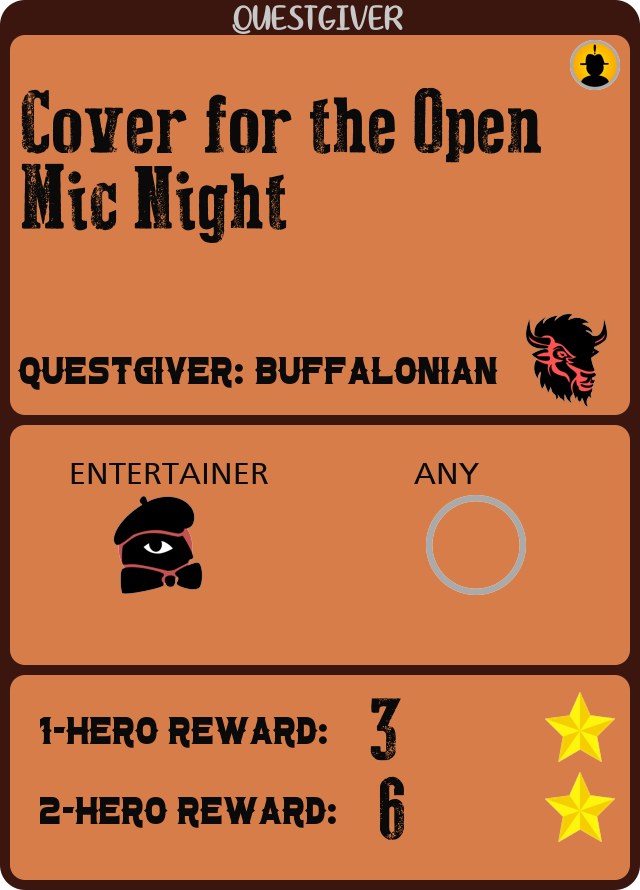 QUESTGIVER
Cover for the Open
Mic Night
QUESTGIVER: BUFFALONIAN
ENTERTAINER ANY
1-HERO REWARD: 3
2-HERO REWARD: 6